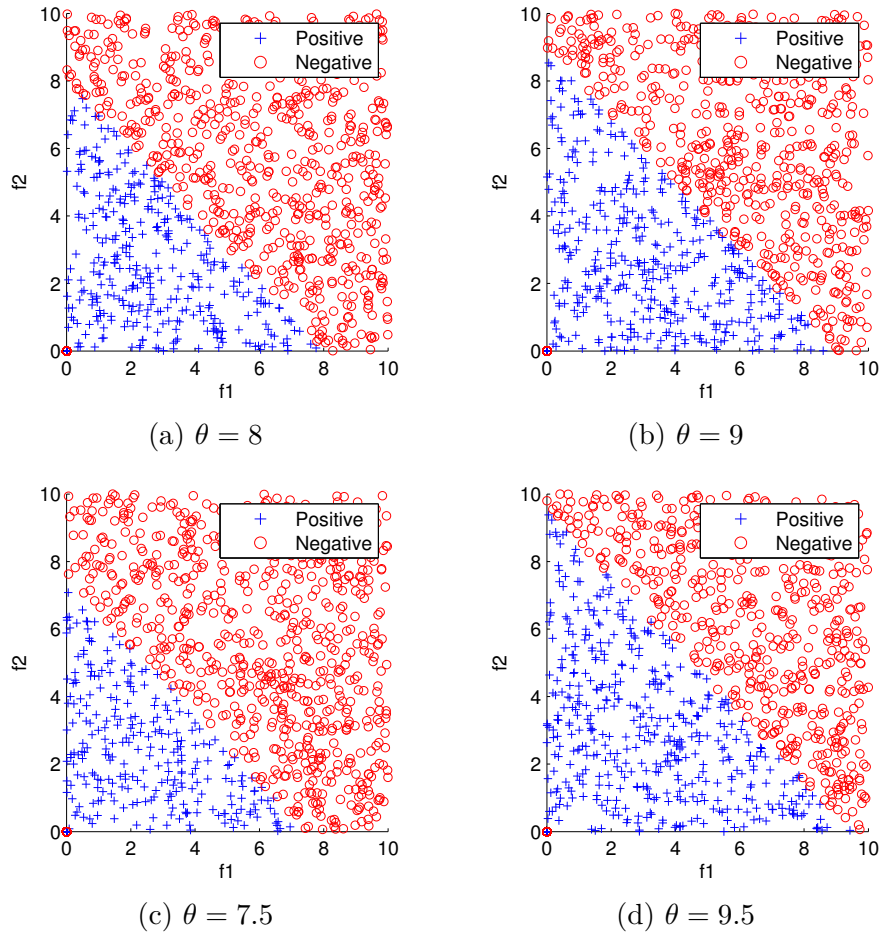 10
8
6
4
2
0
f2
0 2 4 6 8 10
f1
Positive
Negative
(a) θ = 8
10
8
6
4
2
0
f2
0 2 4 6 8 10
f1
Positive
Negative
(b) θ = 9
10
8
6
4
2
0
f2
0 2 4 6 8 10
f1
Positive
Negative
(c) θ = 7.5
10
8
6
4
2
0
f2
0 2 4 6 8 10
f1
Positive
Negative
(d) θ = 9.5